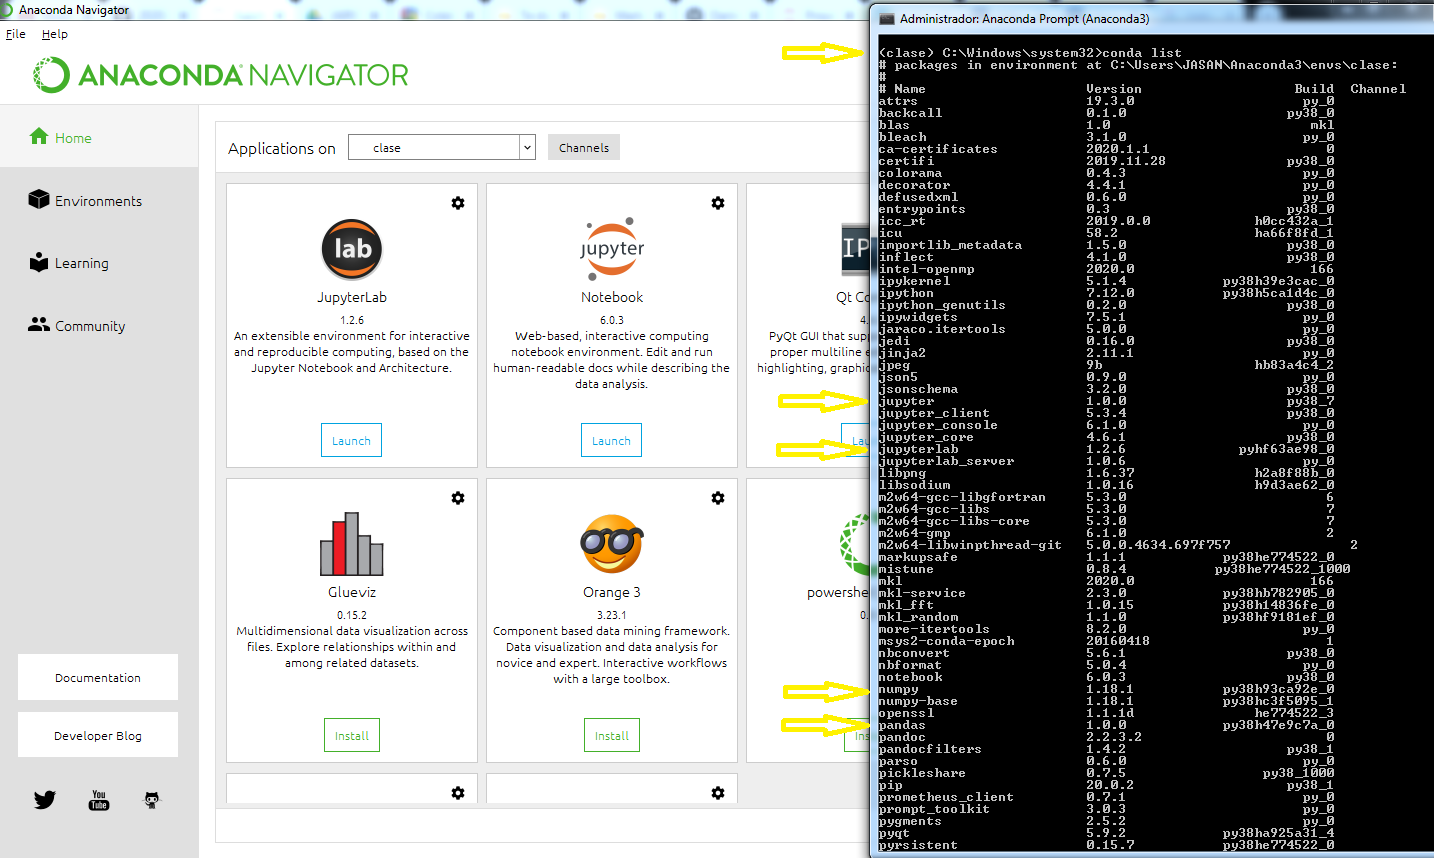 Anaconda Navigator
File Help
ANACONDA NAVIGATOR
Home
Environments
Learning
Community
Documentation
Developer Blog
You
Tube
Applications on clase Channels
lab
JupyterLab
1.2.6
An extensible environment for interactive
and reproducible computing, based on the
Jupyter Notebook and Architecture.
Launch
jupyter
Notebook
6.0.3
Web-based, interactive computing
notebook environment. Edit and run
human-readable docs while describing the
data analysis.
Launch
IP
Qt Co
4.
PyQt GUI that supp
proper multiline e
highlighting, graphic
Lau
Glueviz
0.15.2
Multidimensional data visualization across
files. Explore relationships within and
among related datasets.
Install
Orange 3
3.23.1
Component based data mining framework.
Data visualization and data analysis for
novice and expert. Interactive workflows
with a large toolbox.
Install
powershe
0.
Ins
Administrador: Anaconda Prompt (Anaconda3)
(clase) C:\Windows\system32>conda list
# packages in environment at C:\Users\JASAN\Anaconda3\envs\clase:
#
# Name Version Build Channel
attrs 19.3.0 py_0
backcall 0.1.0 py38_0
blas 1.0 mkl
bleach 3.1.0 py_0
ca-certificates 2020.1.1 0
certifi 2019.11.28 py38_0
colorama 0.4.3 py_0
decorator 4.4.1 py_0
defusedxml 0.6.0 py_0
entrypoints 0.3 py38_0
icc_rt 2019.0.0 h0cc432a_1
icu 58.2 ha66f8fd_1
importlib_metadata 1.5.0 py38_0
inflect 4.1.0 py38_0
intel-openmp 2020.0 166
ipykernel 5.1.4 py38h39e3cac_0
ipython 7.12.0 py38h5ca1d4c_0
ipython_genutils 0.2.0 py38_0
ipywidgets 7.5.1 py_0
jaraco.itertools 5.0.0 py_0
jedi 0.16.0 py38_0
jinja2 2.11.1 py_0
jpeg 9b hb83a4c4_2
json5 0.9.0 py_0
jsonschema 3.2.0 py38_0
jupyter 1.0.0 py38_7
jupyter_client 5.3.4 py38_0
jupyter_console 6.1.0 py_0
jupyter_core 4.6.1 py38_0
jupyterlab 1.2.6 pyhf63ae98_0
jupyterlab_server 1.0.6 py_0
libpng 1.6.37 h2a8f88b_0
libsodium 1.0.16 h9d3ae62_0
m2w64-gcc-libgfortran 5.3.0 6
m2w64-gcc-libs 5.3.0 7
m2w64-gcc-libs-core 5.3.0 7
m2w64-gmp 6.1.0 2
m2w64-libwinpthread-git 5.0.0.4634.697f757 2
markupsafe 1.1.1 py38he774522_0
mistune 0.8.4 py38he774522_1000
mkl 2020.0 166
mkl-service 2.3.0 py38hb782905_0
mkl_fft 1.0.15 py38h14836fe_0
mkl_random 1.1.0 py38hf9181ef_0
more-itertools 8.2.0 py_0
msys2-conda-epoch 20160418 1
nbconvert 5.6.1 py38_0
nbformat 5.0.4 py_0
notebook 6.0.3 py38_0
numpy 1.18.1 py38h93ca92e_0
numpy-base 1.18.1 py38hc3f5095_1
openssl 1.1.1d he774522_3
pandas 1.0.0 py38h47e9c7a_0
pandoc 2.2.3.2 0
pandocfilters 1.4.2 py38_1
parso 0.6.0 py_0
pickleshare 0.7.5 py38_1000
pip 20.0.2 py38_1
prometheus_client 0.7.1 py_0
prompt_toolkit 3.0.3 py_0
pygments 2.5.2 py_0
pyqt 5.9.2 py38ha925a31_4
pyrsistent 0.15.7 py38he774522_0